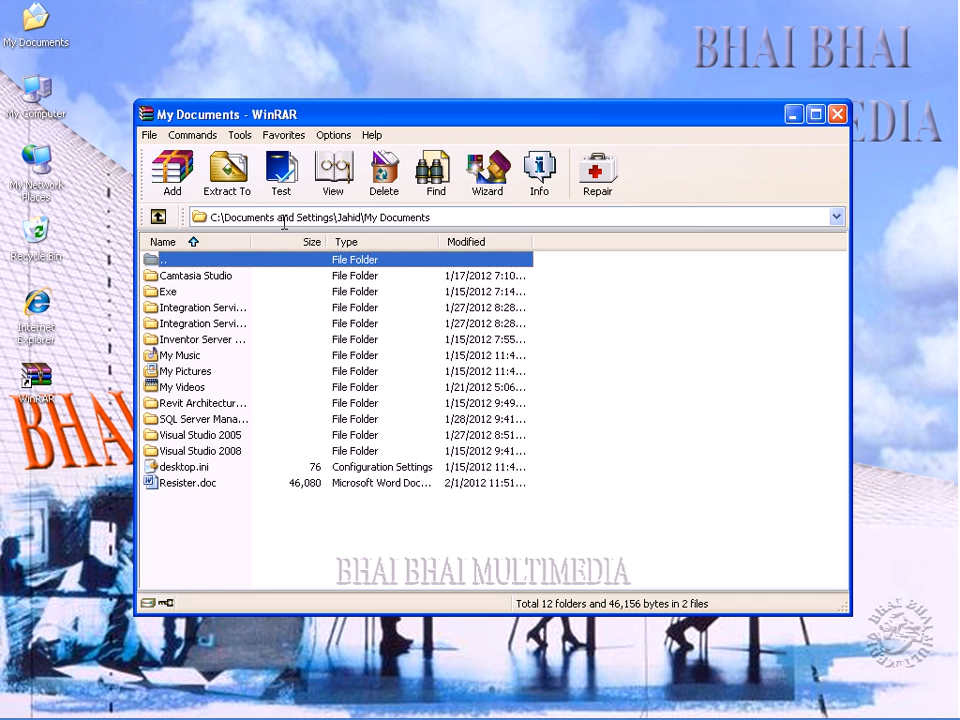 My Documents
My Computer
My Network
Places
Recycle Bin
Internet
Explorer
WinRAR
BHAI BHAI
EDIA
BHA
My Documents - WinRAR
File Commands Tools Favorites Options Help
Add Extract To Test View Delete Find Wizard Info Repair
C:\Documents and Settings\Jahid\My Documents
Name Size Type Modified
.. File Folder
Camtasia Studio File Folder 1/17/2012 7:10...
Exe File Folder 1/15/2012 7:14...
Integration Servi... File Folder 1/27/2012 8:28...
Integration Servi... File Folder 1/27/2012 8:28...
Inventor Server ... File Folder 1/15/2012 7:55...
My Music File Folder 1/15/2012 11:4...
My Pictures File Folder 1/15/2012 11:4...
My Videos File Folder 1/21/2012 5:06...
Revit Architectur... File Folder 1/15/2012 9:49...
SQL Server Mana... File Folder 1/28/2012 9:41...
Visual Studio 2005 File Folder 1/27/2012 8:51...
Visual Studio 2008 File Folder 1/15/2012 9:41...
desktop.ini 76 Configuration Settings 1/15/2012 11:4...
Resister.doc 46,080 Microsoft Word Doc... 2/1/2012 11:51...
BHAI BHAI MULTIMEDIA
Total 12 folders and 46,156 bytes in 2 files